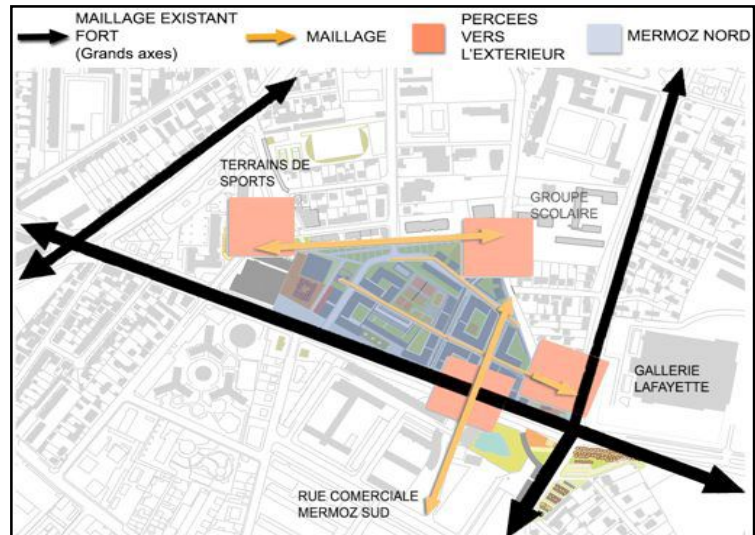 MAILLAGE EXISTANT
FORT
(Grands axes)
MAILLAGE
PERCEES
VERS
L'EXTERIEUR
MERMOZ NORD
TERRAINS DE
SPORTS
GROUPE
SCOLAIRE
GALLERIE
LAFAYETTE
RUE COMERCIALE
MERMOZ SUD